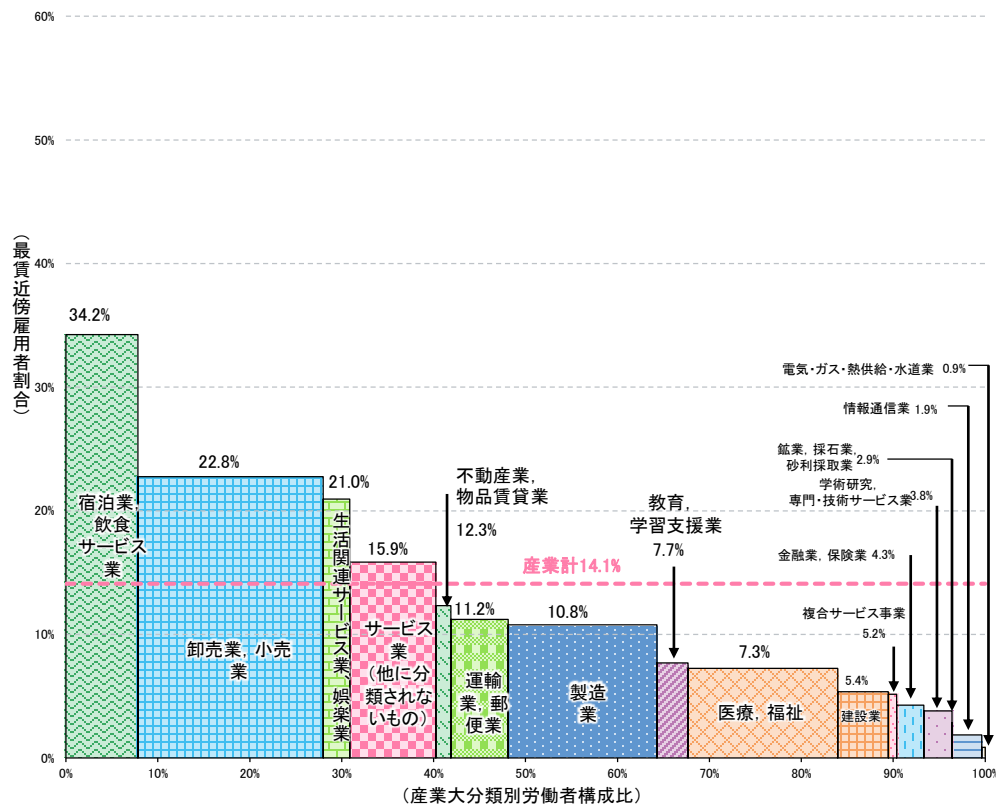 60%
50%
40%
30%
20%
10%
0%
(最賃近傍雇用者割合)
34.2%
宿泊業,
飲食
サービス
業
22.8%
卸売業, 小売
業
21.0%
生活関連サービス業、娯楽業
15.9%
サービス
業
(他に分
類されな
いもの)
不動産業,
物品賃貸業
12.3%
11.2%
運輸
業, 郵
便業
10.8%
製造
業
産業計14.1%
教育,
学習支援業
7.7%
7.3%
医療, 福祉
5.4%
建設業
複合サービス事業
5.2%
金融業, 保険業 4.3%
学術研究,
専門・技術サービス業3.8%
鉱業, 採石業,
砂利採取業 2.9%
情報通信業 1.9%
電気・ガス・熱供給・水道業 0.9%
0%
10%
20%
30%
40%
50%
60%
70%
80%
90%
100%
(産業大分類別労働者構成比)